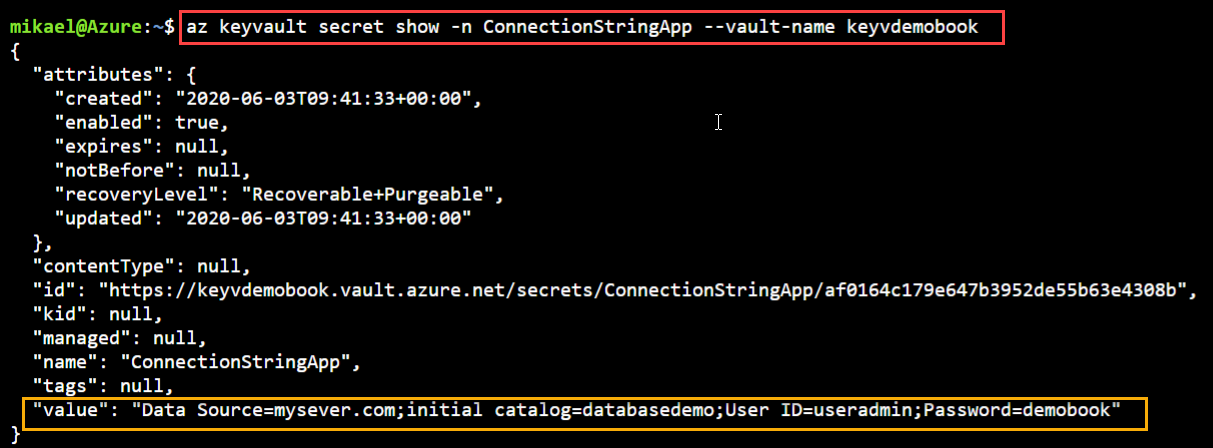 mikael@Azure:~$ az keyvault secret show -n ConnectionStringApp --vault-name keyvdemobook
{
  "attributes": {
    "created": "2020-06-03T09:41:33+00:00",
    "enabled": true,
    "expires": null,
    "notBefore": null,
    "recoveryLevel": "Recoverable+Purgeable",
    "updated": "2020-06-03T09:41:33+00:00"
  },
  "contentType": null,
  "id": "https://keyvdemobook.vault.azure.net/secrets/ConnectionStringApp/af0164c179e647b3952de55b63e4308b",
  "kid": null,
  "managed": null,
  "name": "ConnectionStringApp",
  "tags": null,
  "value": "Data Source=mysever.com;initial catalog=databasedemo;User ID=useradmin;Password=demobook"
}